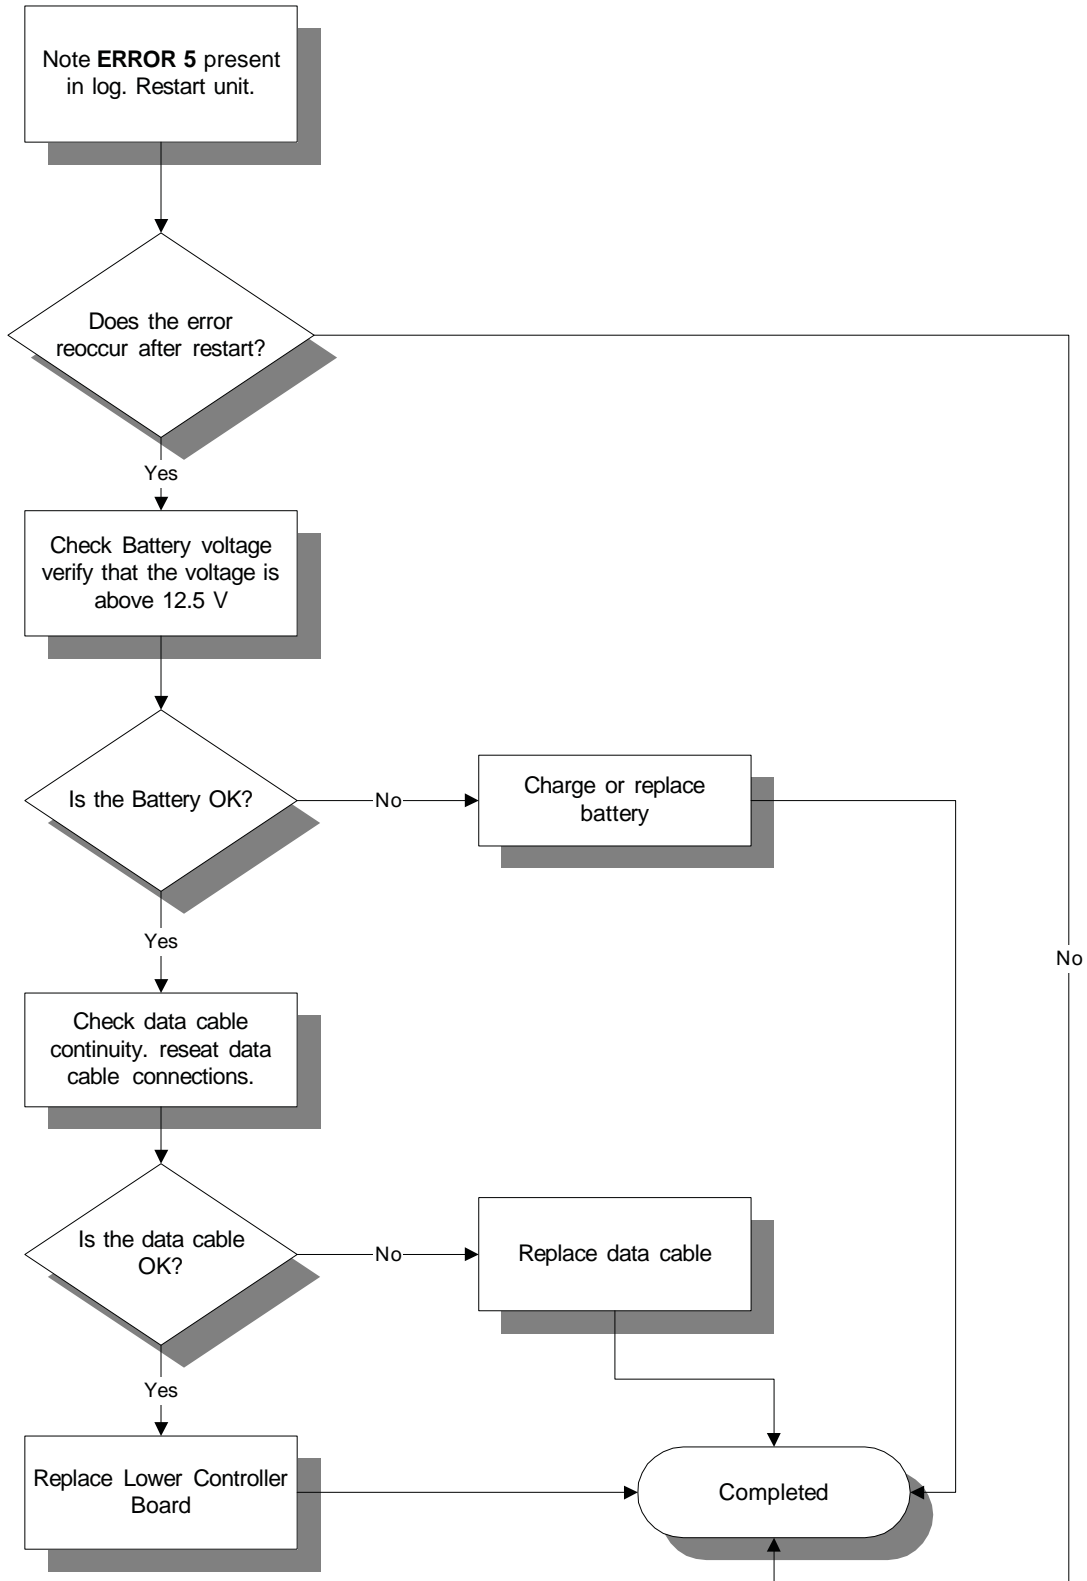 Note ERROR 5 present
in log. Restart unit.
Does the error
reoccur after restart?
Yes
Check Battery voltage
verify that the voltage is
above 12.5 V
Is the Battery OK?
No
Charge or replace
battery
Yes
No
Check data cable
continuity. reseat data
cable connections.
Is the data cable
OK?
No
Replace data cable
Yes
Replace Lower Controller
Board
Completed